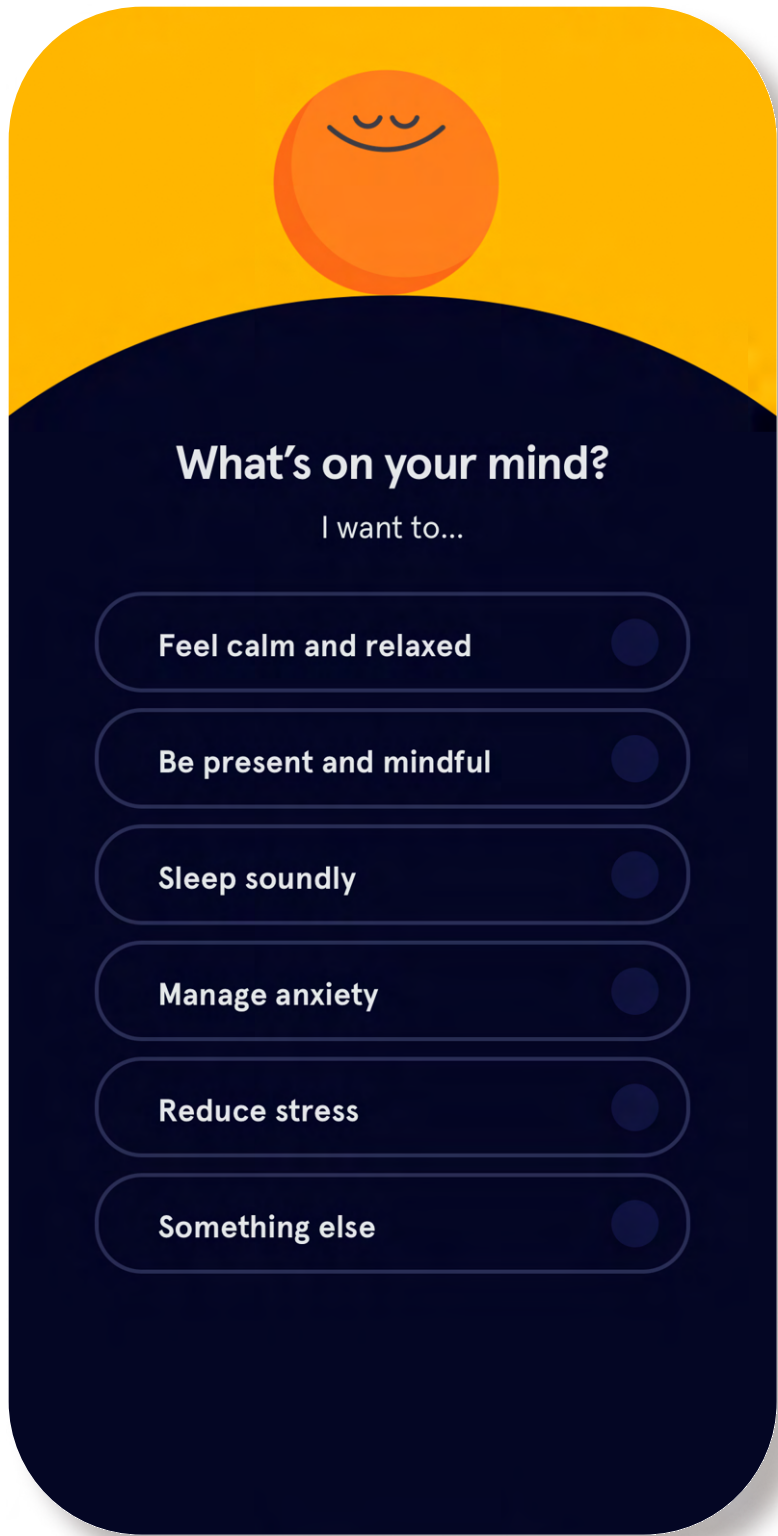 What’s on your mind?
I want to...
Feel calm and relaxed
Be present and mindful
Sleep soundly
Manage anxiety
Reduce stress
Something else